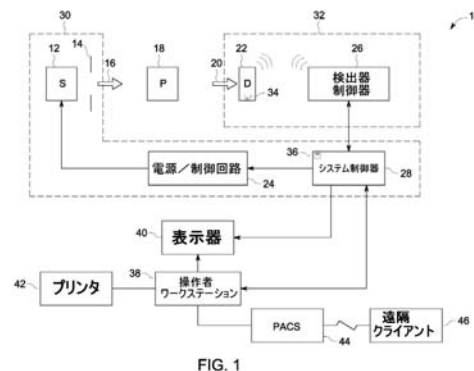 30
32
1
12
14
16
18
20
22
26
S
P
D
34
検出器
制御器
36
電源／制御回路
システム制御器
24
28
40
表示器
42
プリンタ
38
操作者
ワークステーション
PACS
44
遠隔
クライアント
46
FIG. 1